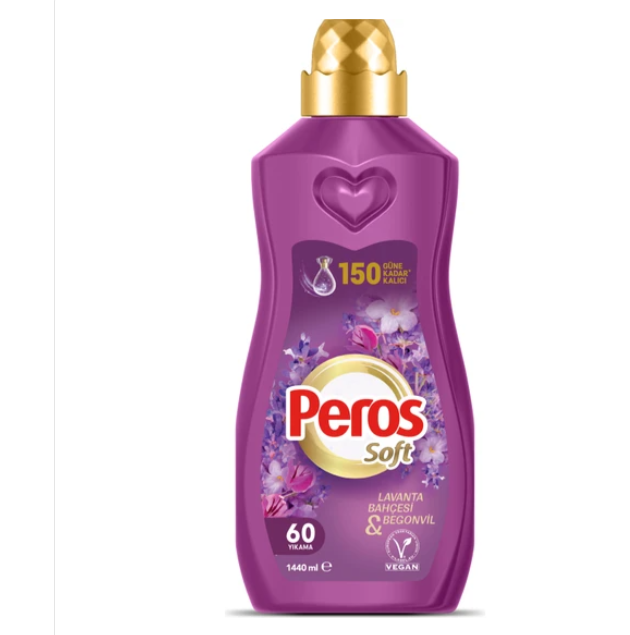 150 GÜNE
KADAR*
KALICI
Peros
Soft
LAVANTA
BAHÇESİ
& BEGONVİL
60
YIKAMA
1440 ml e
VEGAN